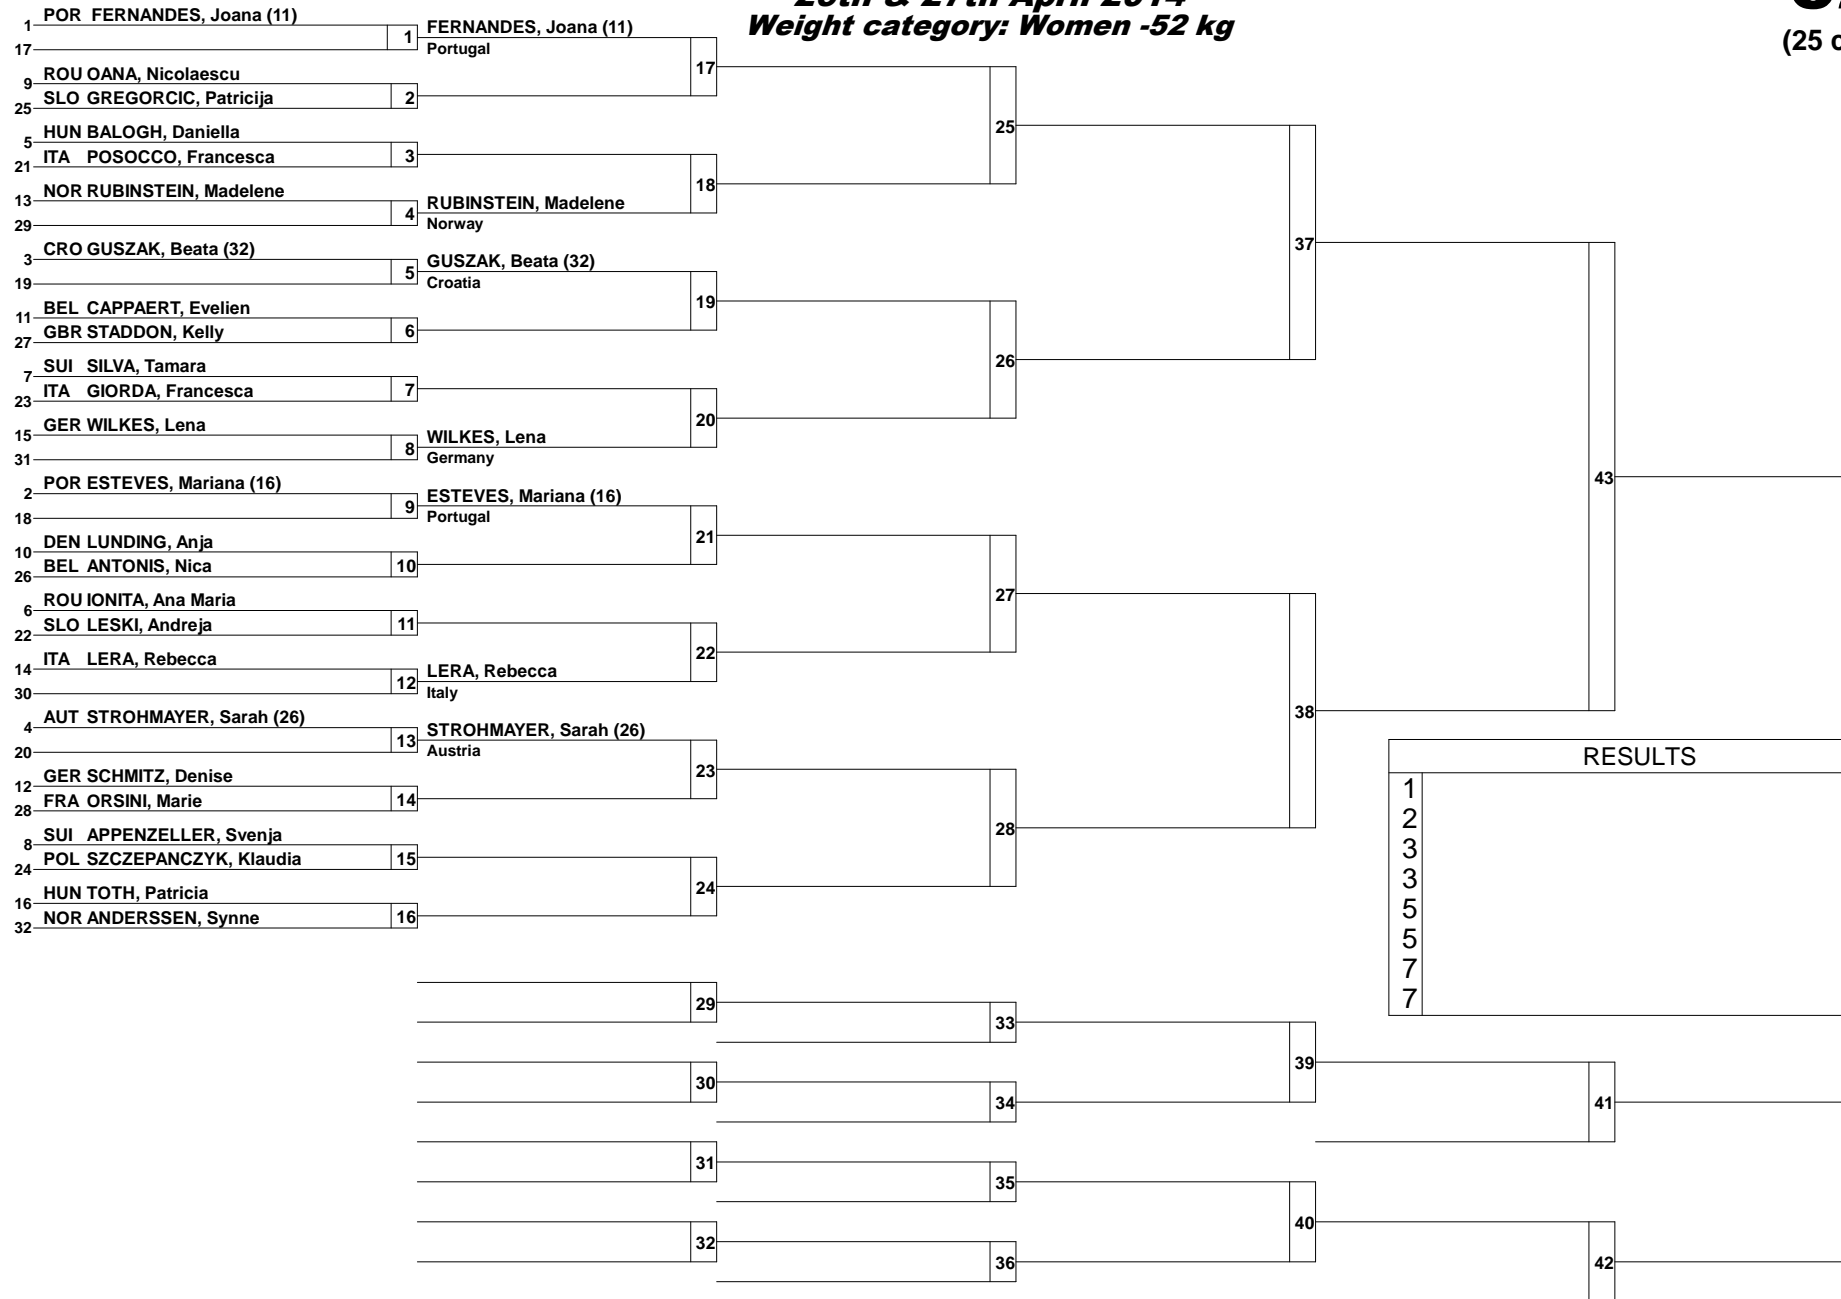 Weight category: Women -52 kg
(25 c
1 POR FERNANDES, Joana (11)
17
1 FERNANDES, Joana (11)
Portugal
17
9 ROU OANA, Nicolaescu
25 SLO GREGORCIC, Patricija
2
25
5 HUN BALOGH, Daniella
21 ITA POSOCCO, Francesca
3
18
13 NOR RUBINSTEIN, Madelene
29
4 RUBINSTEIN, Madelene
Norway
37
3 CRO GUSZAK, Beata (32)
19
5 GUSZAK, Beata (32)
Croatia
19
11 BEL CAPPAERT, Evelien
27 GBR STADDON, Kelly
6
26
7 SUI SILVA, Tamara
23 ITA GIORDA, Francesca
7
20
15 GER WILKES, Lena
31
8 WILKES, Lena
Germany
43
2 POR ESTEVES, Mariana (16)
18
9 ESTEVES, Mariana (16)
Portugal
21
10 DEN LUNDING, Anja
26 BEL ANTONIS, Nica
10
27
6 ROU IONITA, Ana Maria
22 SLO LESKI, Andreja
11
22
14 ITA LERA, Rebecca
30
12 LERA, Rebecca
Italy
38
4 AUT STROHMAYER, Sarah (26)
20
13 STROHMAYER, Sarah (26)
Austria
23
12 GER SCHMITZ, Denise
28 FRA ORSINI, Marie
14
28
8 SUI APPENZELLER, Svenja
24 POL SZCZEPANCZYK, Klaudia
15
24
16 HUN TOTH, Patricia
32 NOR ANDERSSEN, Synne
16
RESULTS
1
2
3
3
5
5
7
7
29
33
39
30
34
41
31
35
40
32
36
42